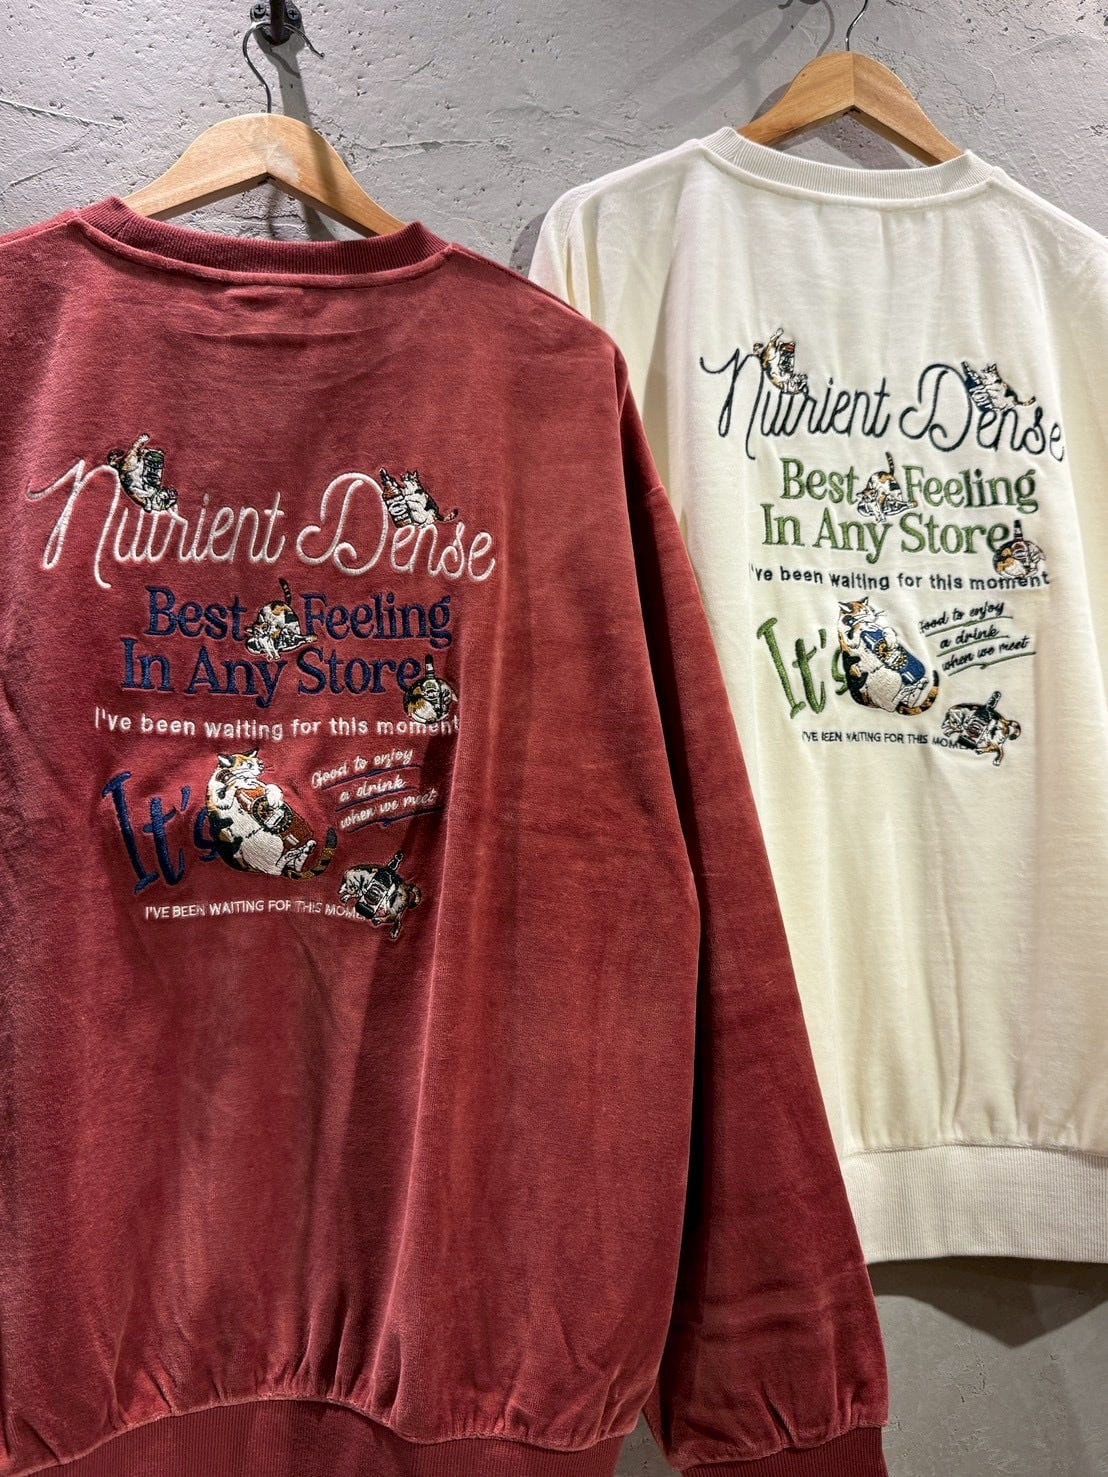 Nutrient Dense
Best Feeling
In Any Store
I've been waiting for this moment
It's
Good to enjoy
a drink
when we meet
I'VE BEEN WAITING FOR THIS
Nutrient Dense
Best Feeling
In Any Store
I've been waiting for this moment
It's
Good to enjoy
a drink
when we meet
I'VE BEEN WAITING FOR THIS